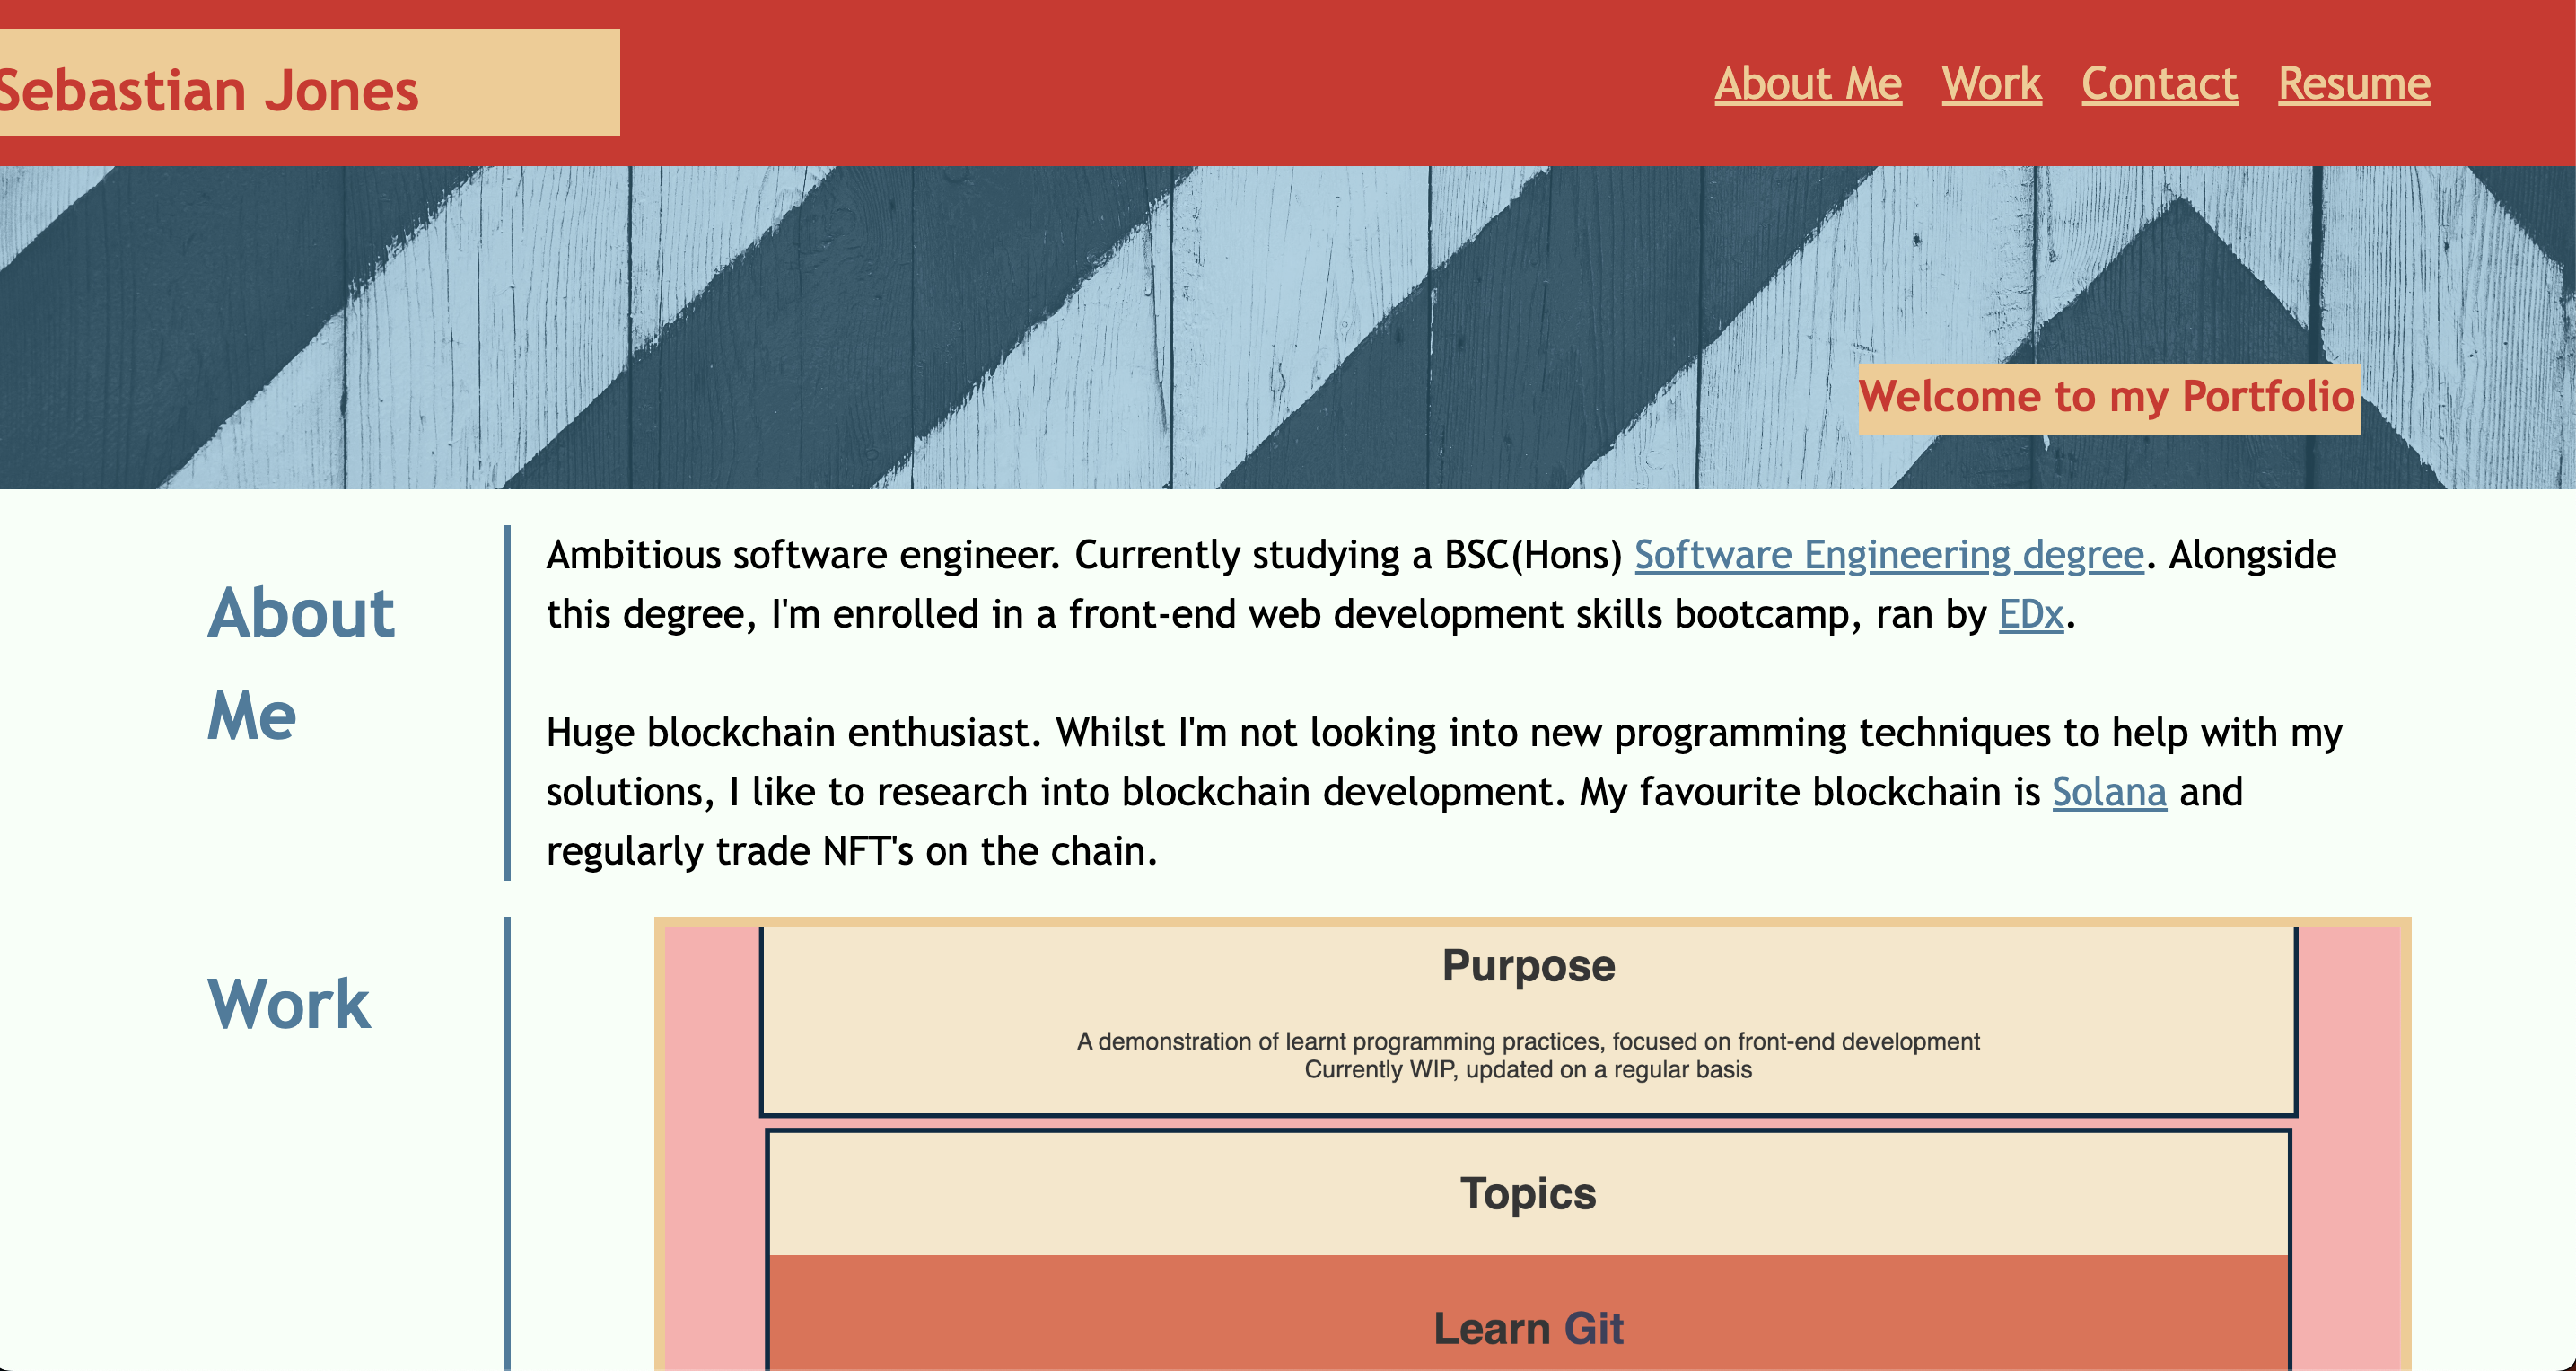 Sebastian Jones
About Me Work Contact Resume
Welcome to my Portfolio
About
Me
Ambitious software engineer. Currently studying a BSC(Hons) Software Engineering degree. Alongside
this degree, I'm enrolled in a front-end web development skills bootcamp, ran by EDx.
Huge blockchain enthusiast. Whilst I'm not looking into new programming techniques to help with my
solutions, I like to research into blockchain development. My favourite blockchain is Solana and
regularly trade NFT's on the chain.
Work
Purpose
A demonstration of learnt programming practices, focused on front-end development
Currently WIP, updated on a regular basis
Topics
Learn Git